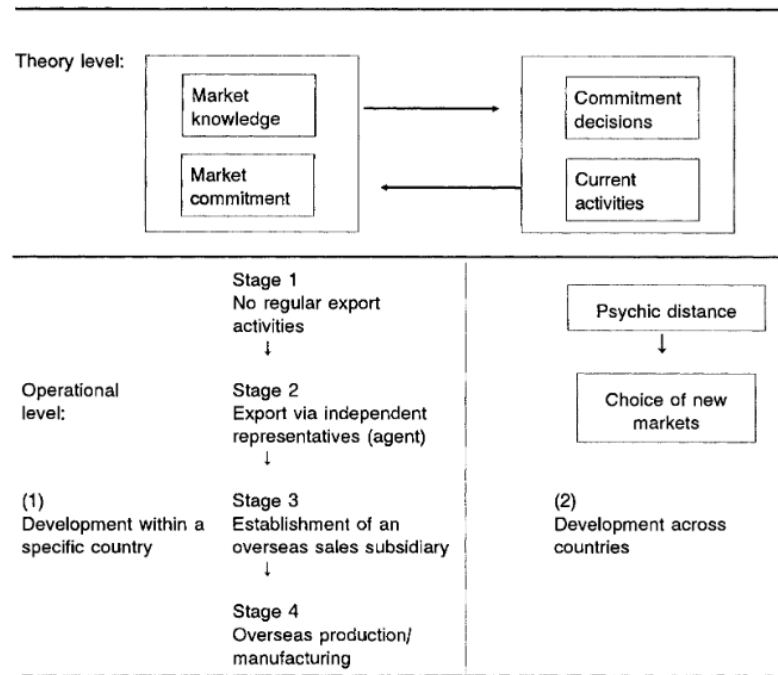 Theory level:
Market
knowledge
Market
commitment
Commitment
decisions
Current
activities
Stage 1
No regular export
activities
Operational
level:
Stage 2
Export via independent
representatives (agent)
(1)
Development within a
specific country
Stage 3
Establishment of an
overseas sales subsidiary
Stage 4
Overseas production/
manufacturing
Psychic distance
Choice of new
markets
(2)
Development across
countries